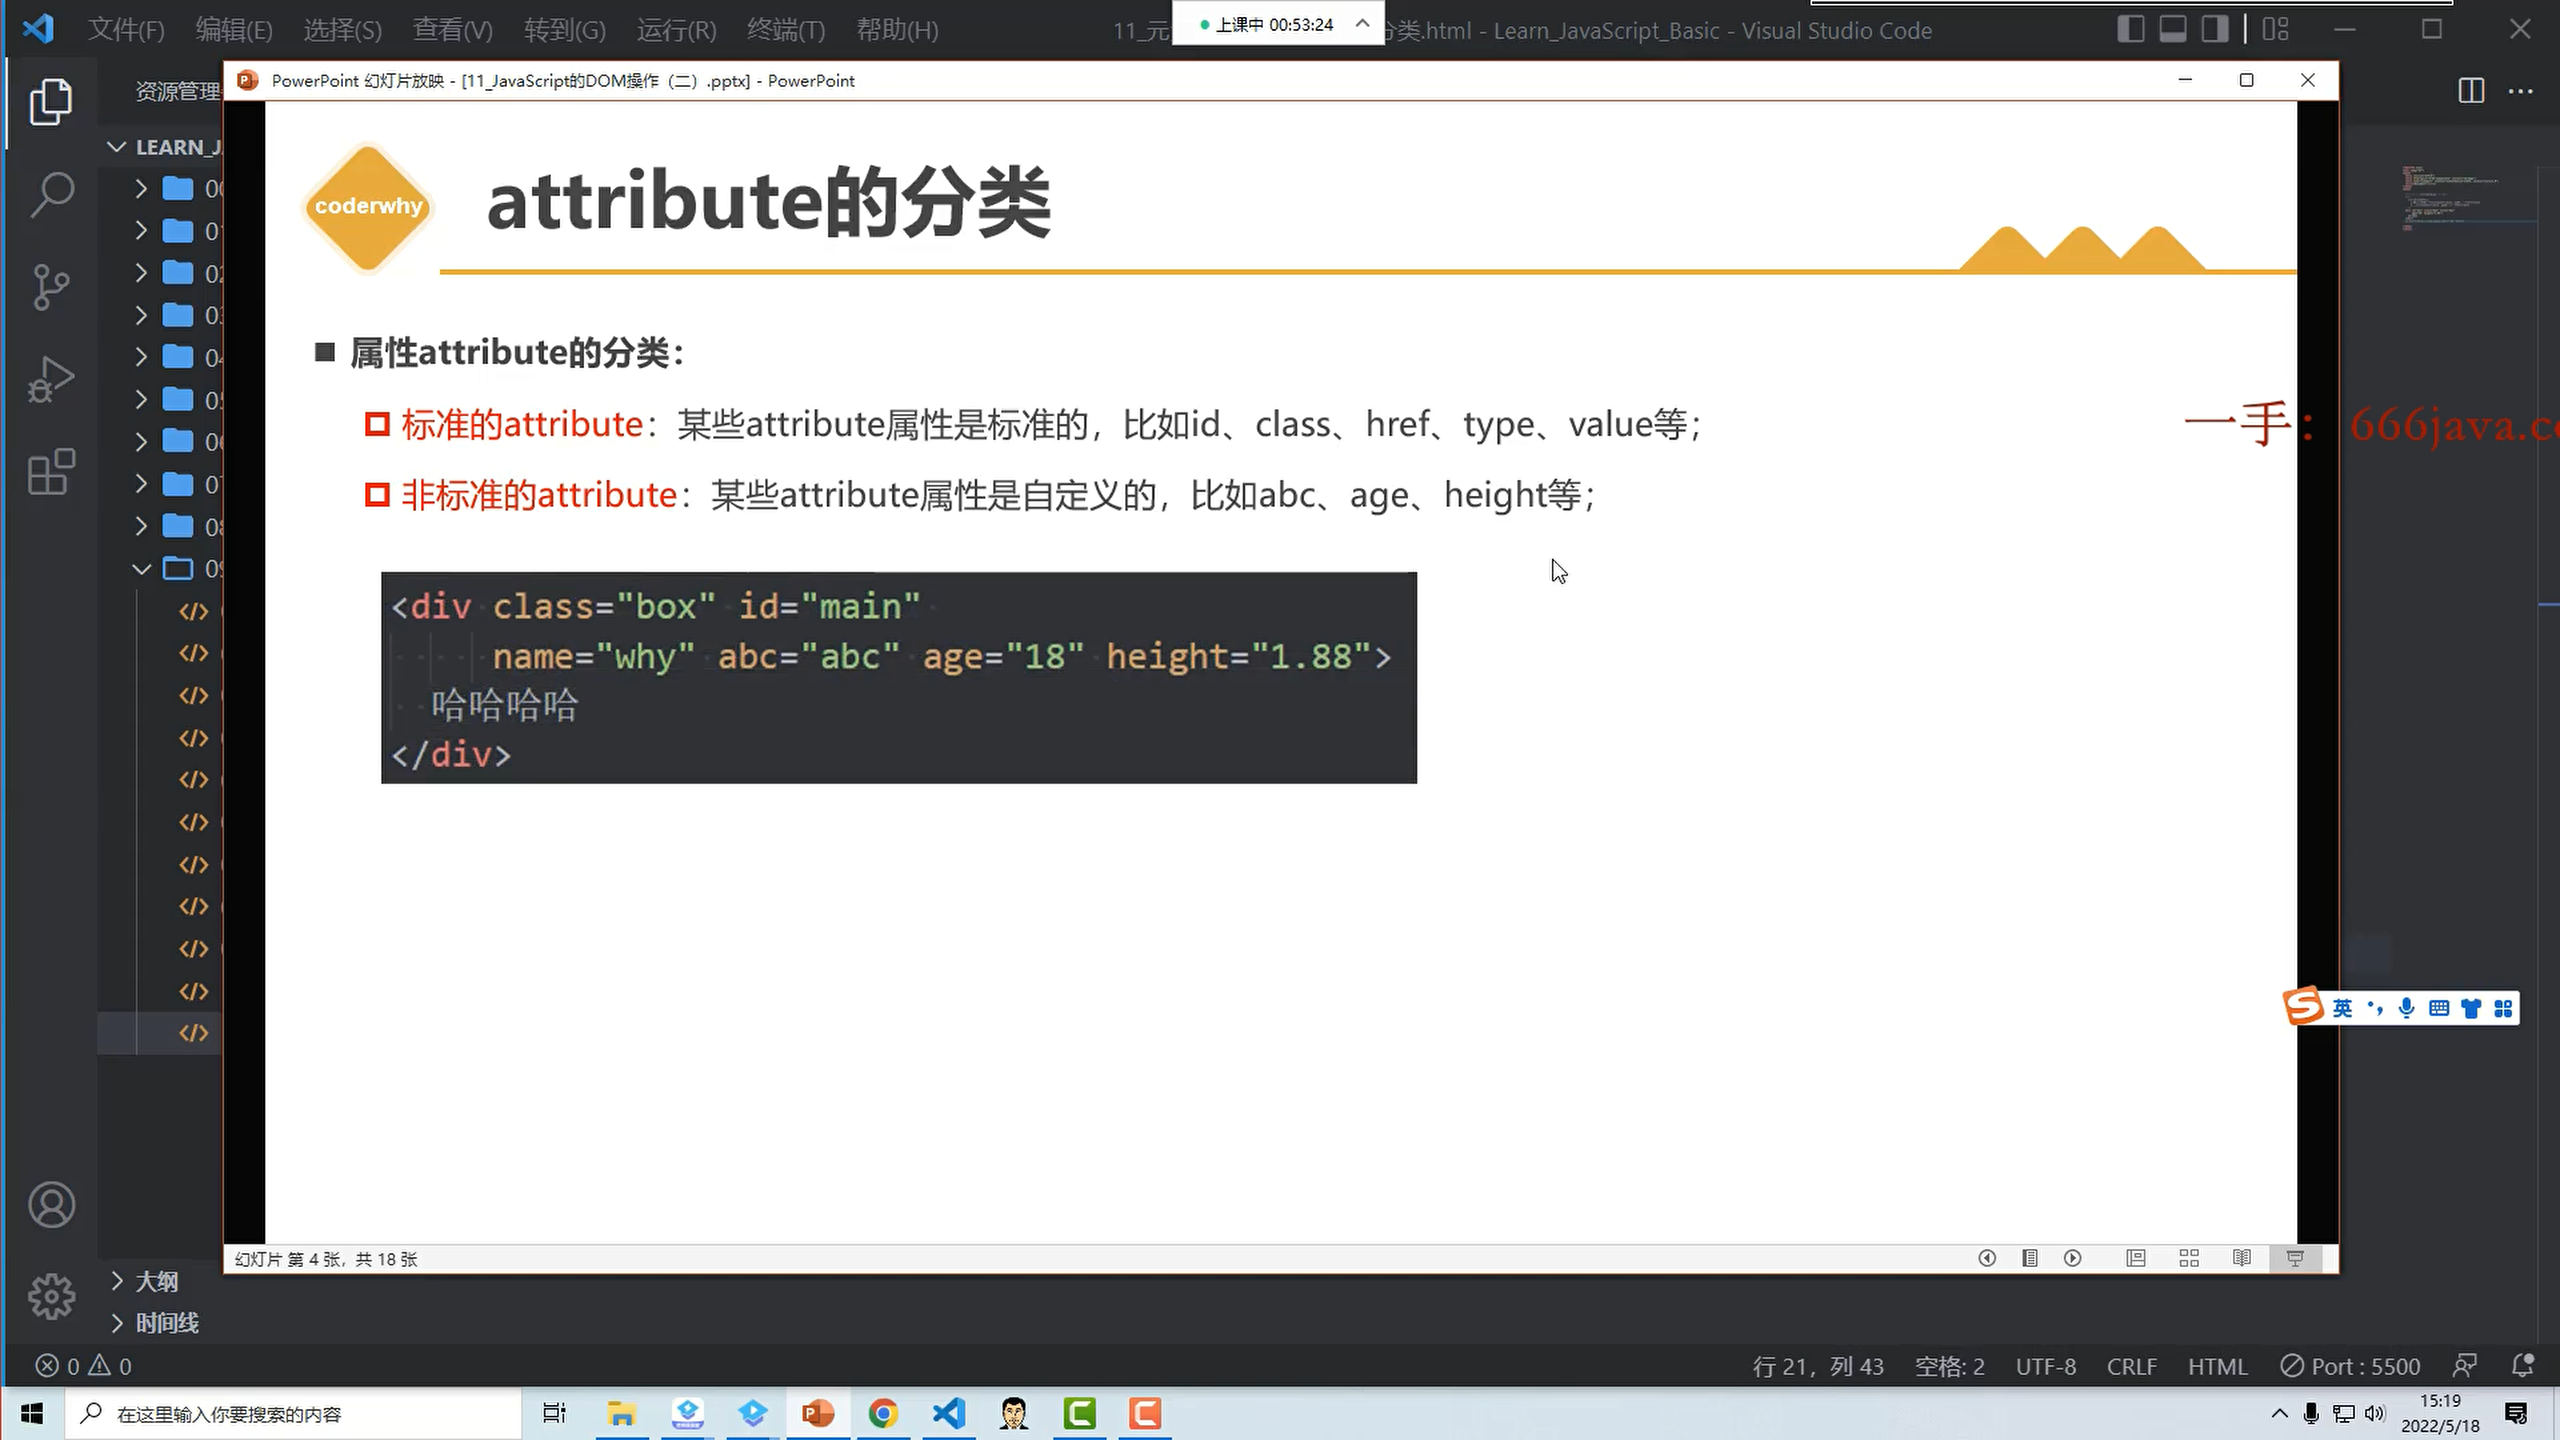 文件(F) 编辑(E) 选择(S) 查看(V) 转到(G) 运行(R) 终端(T) 帮助(H)
11_元
上课中 00:53:24
分类.html - Learn_JavaScript_Basic - Visual Studio Code
资源管理
PowerPoint 幻灯片放映 - [11_JavaScript的DOM操作（二）.pptx] - PowerPoint
LEARN_J
00
01
02
03
04
05
06
07
08
09
coderwhy
attribute的分类
属性attribute的分类：
标准的attribute：某些attribute属性是标准的，比如id、class、href、type、value等；
一手： 666java.c
非标准的attribute：某些attribute属性是自定义的，比如abc、age、height等；
<div class="box" id="main"
name="why" abc="abc" age="18" height="1.88">
哈哈哈哈
</div>
英
幻灯片 第 4 张，共 18 张
大纲
时间线
0 0
行 21，列 43 空格: 2 UTF-8 CRLF HTML Port : 5500
在这里输入你要搜索的内容
15:19
2022/5/18